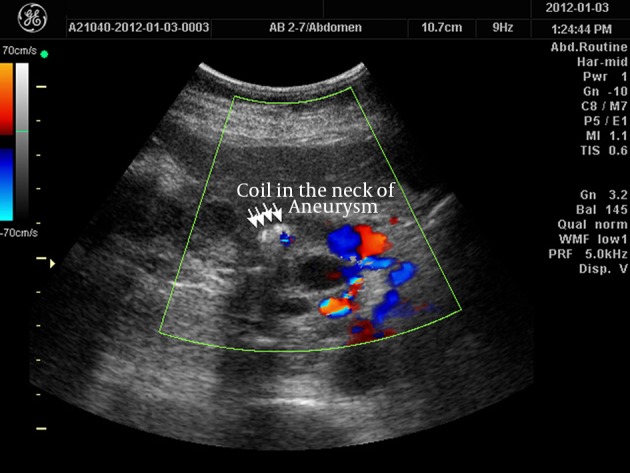 2012-01-03
A21040-2012-01-03-0003 AB 2-7/Abdomen 10.7cm 9Hz 1:24:44 PM
70cm/s
-70cm/s
Abd.Routine
Har-mid
Pwr 1
Gn -10
C8 / M7
P5 / E1
MI 1.1
TIS 0.6
Gn 3.2
Bal 145
Qual norm
WMF low1
PRF 5.0kHz
Disp. V
Coil in the neck of
Aneurysm